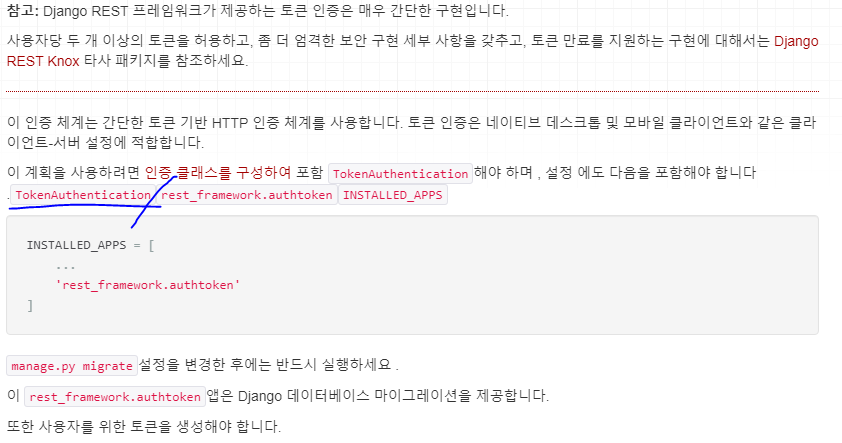 참고: Django REST 프레임워크가 제공하는 토큰 인증은 매우 간단한 구현입니다.
사용자당 두 개 이상의 토큰을 허용하고, 좀 더 엄격한 보안 구현 세부 사항을 갖추고, 토큰 만료를 지원하는 구현에 대해서는 Django
REST Knox 타사 패키지를 참조하세요.
이 인증 체계는 간단한 토큰 기반 HTTP 인증 체계를 사용합니다. 토큰 인증은 네이티브 데스크톱 및 모바일 클라이언트와 같은 클라
이언트-서버 설정에 적합합니다.
이 계획을 사용하려면 인증 클래스를 구성하여 포함 TokenAuthentication 해야 하며 , 설정 에도 다음을 포함해야 합니다
. TokenAuthentication rest_framework.authtoken INSTALLED_APPS
INSTALLED_APPS = [
...
'rest_framework.authtoken'
]
manage.py migrate 설정을 변경한 후에는 반드시 실행하세요 .
이 rest_framework.authtoken 앱은 Django 데이터베이스 마이그레이션을 제공합니다.
또한 사용자를 위한 토큰을 생성해야 합니다.